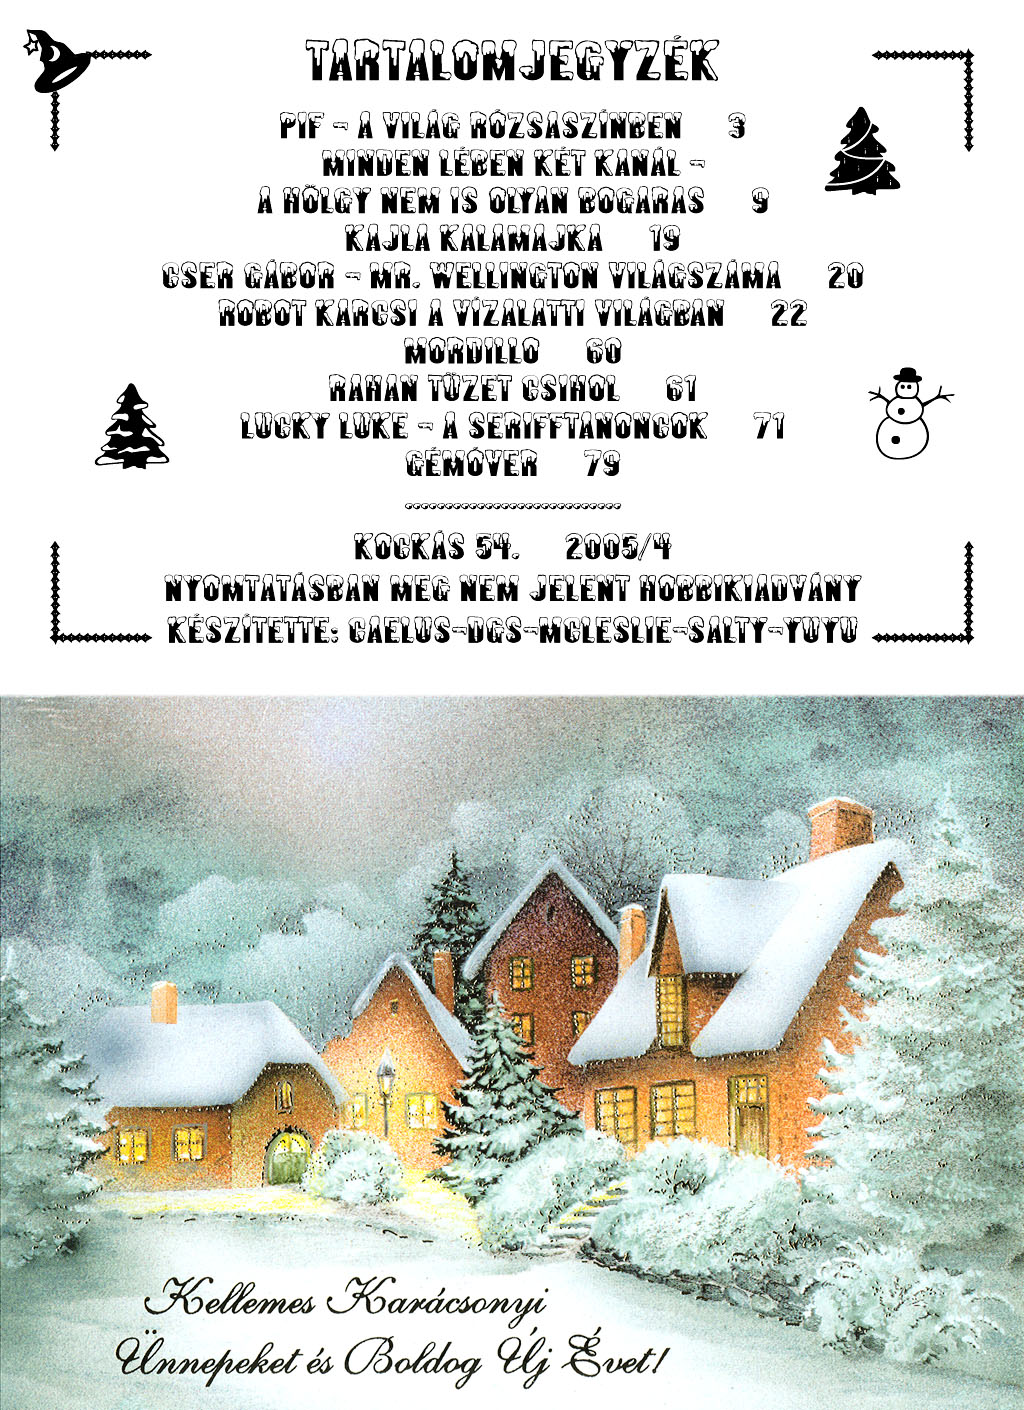 TARTALOMJEGYZÉK
PIF - A VILÁG RÓZSASZÍNBEN 3
MINDEN LÉBEN KÉT KANÁL -
A HÖLGY NEM IS OLYAN BOGARAS 9
KAJLA KALAMAJKA 19
CSER GÁBOR - MR. WELLINGTON VILÁGSZÁMA 20
ROBOT KARCSI A VÍZALATTI VILÁGBAN 22
MORDILLO 60
RAHAN TÜZET CSIHOL 61
LUCKY LUKE - A SERIFFTANONCOK 71
GÉMÓVER 79
KOCKÁS 54. 2005/4
NYOMTATÁSBAN MEG NEM JELENT HOBBIKIADVÁNY
KÉSZÍTETTE: CAELUS-DGS-MCLESLIE-SALTY-YUYU
Kellemes Karácsonyi
Ünnepeket és Boldog Új Évet!